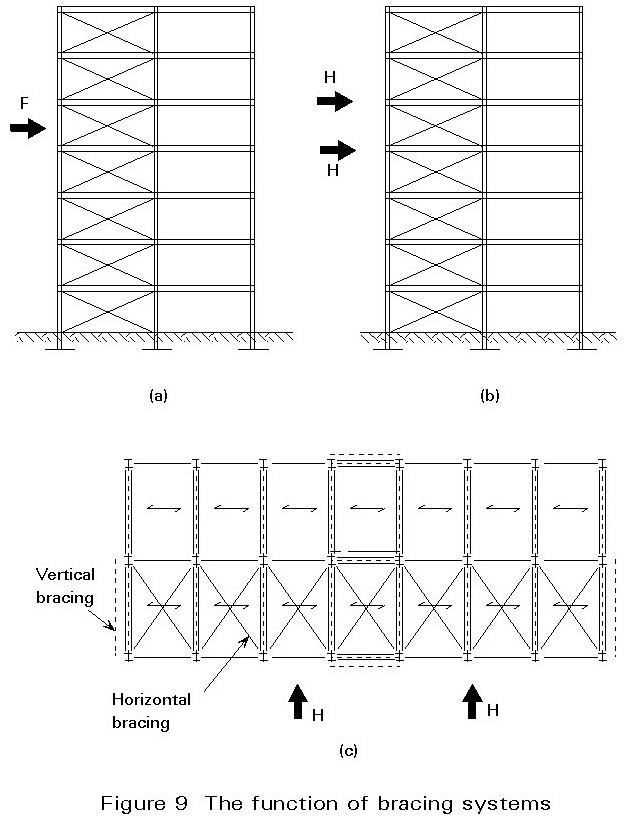 F
H
H
(a)
(b)
Vertical
bracing
Horizontal
bracing
H
H
(c)
Figure 9 The function of bracing systems